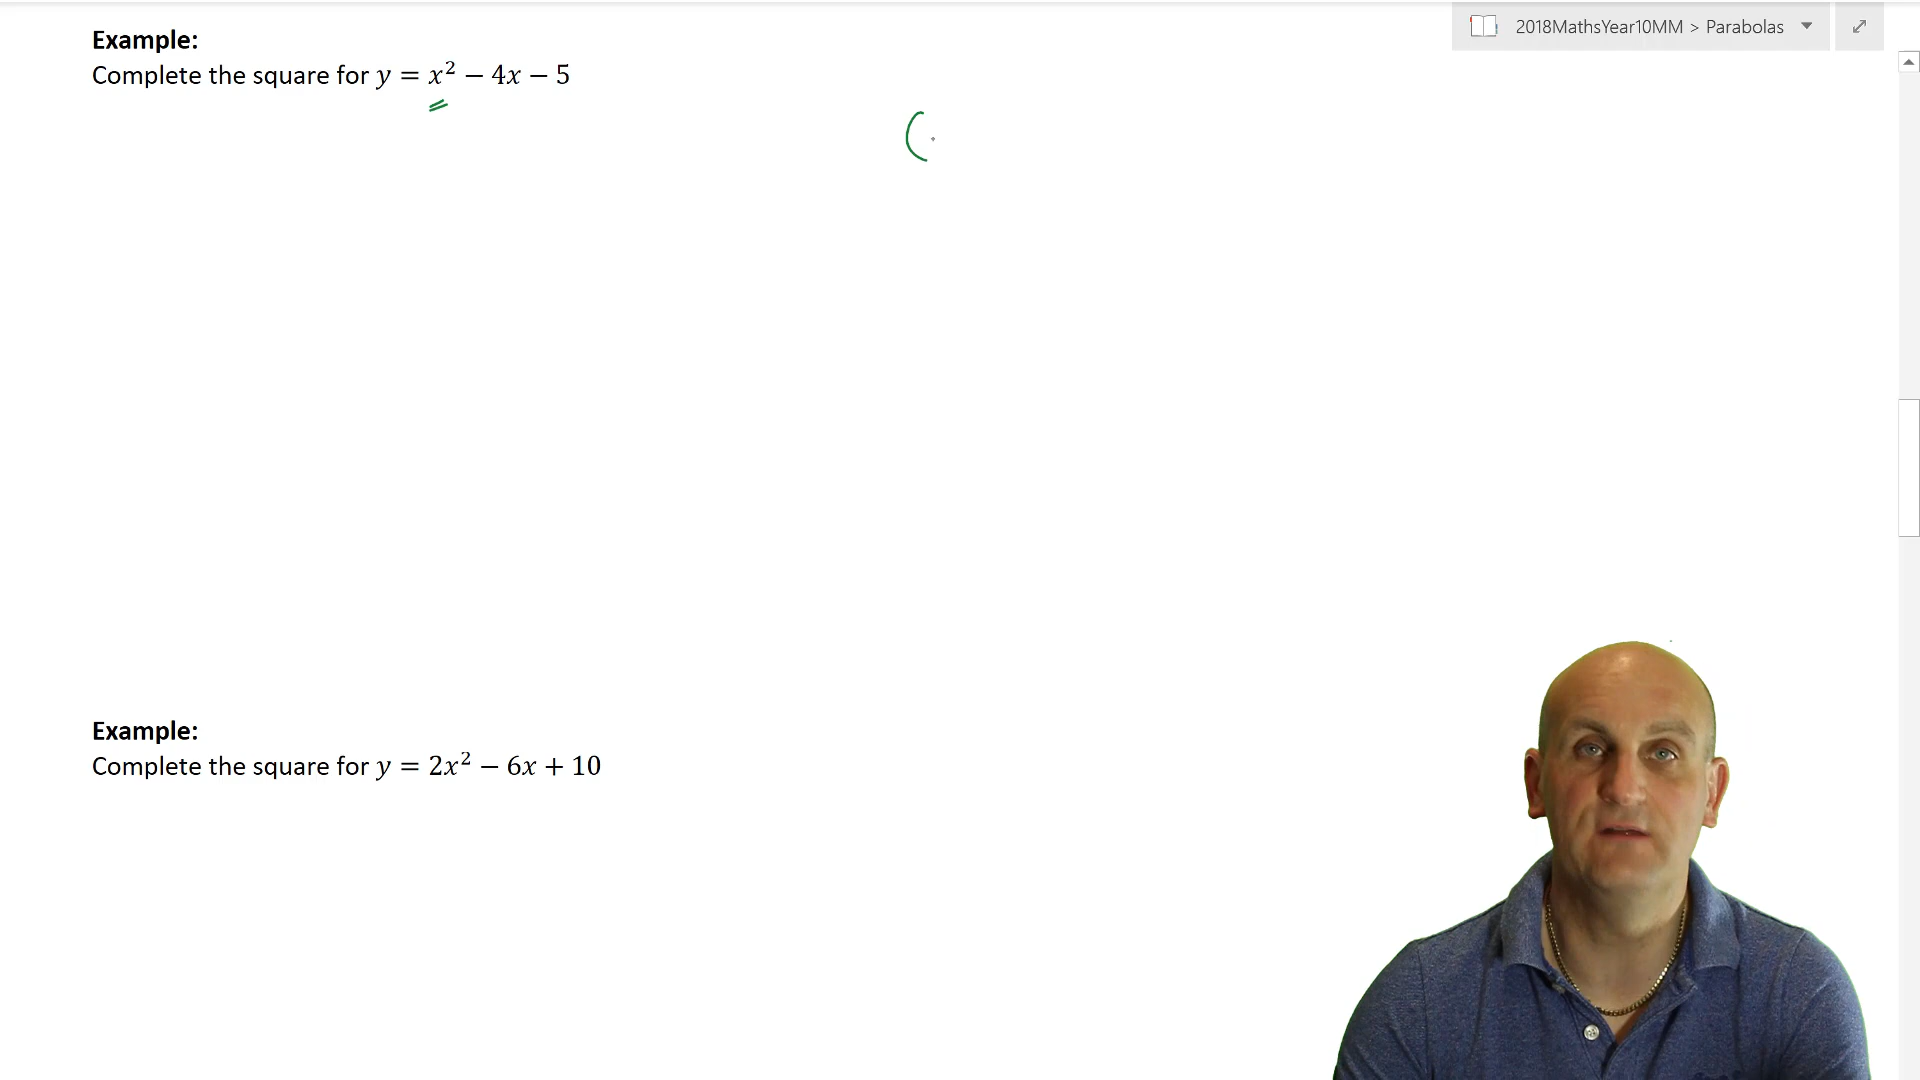 2018MathsYear10MM > Parabolas
Example:
Complete the square for y = x² − 4x − 5
(
Example:
Complete the square for y = 2x² − 6x + 10